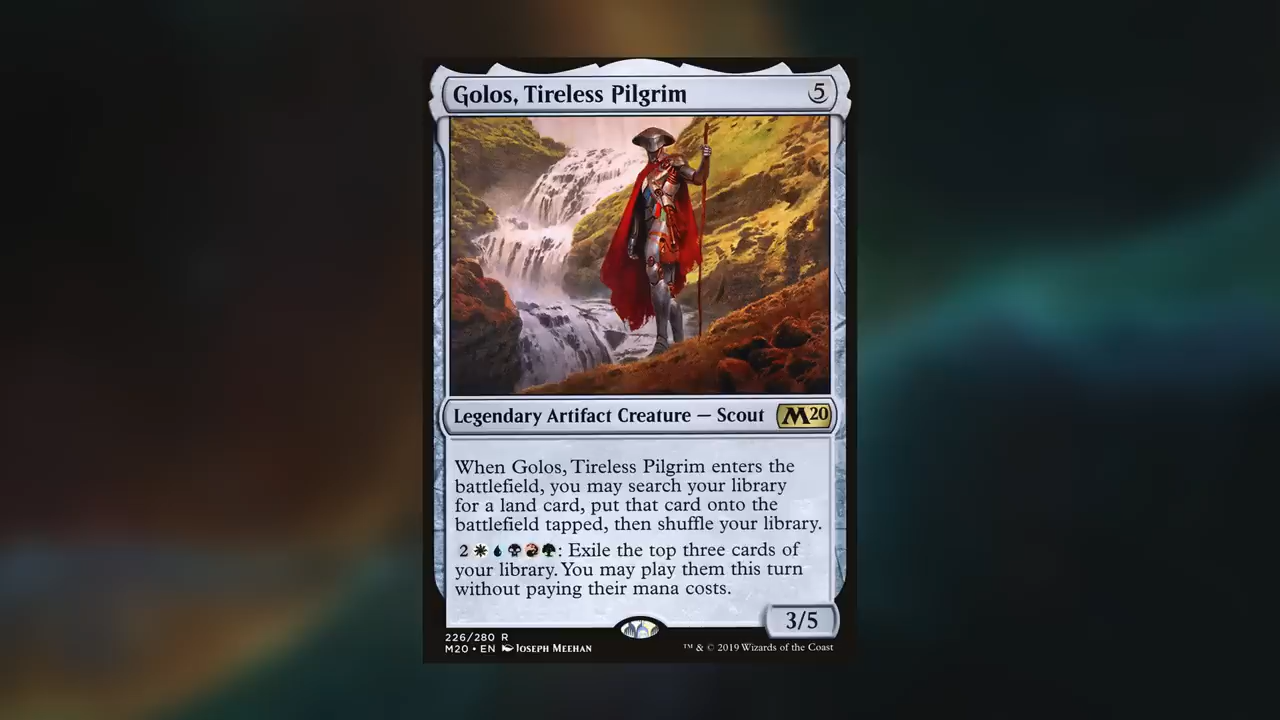 Golos, Tireless Pilgrim 5
Legendary Artifact Creature — Scout M20
When Golos, Tireless Pilgrim enters the
battlefield, you may search your library
for a land card, put that card onto the
battlefield tapped, then shuffle your library.
2 : Exile the top three cards of
your library. You may play them this turn
without paying their mana costs.
3/5
226/280 R
M20 • EN Joseph Meehan
™ & © 2019 Wizards of the Coast